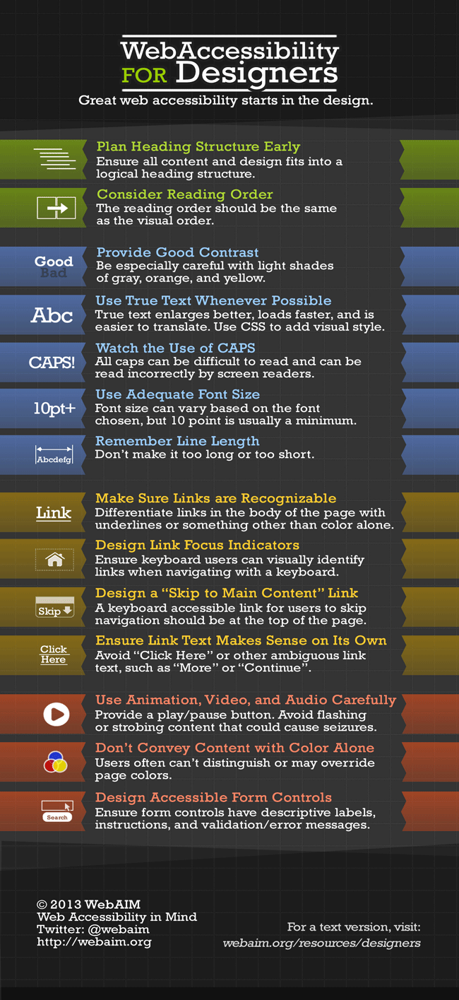 WebAccessibility
FOR Designers
Great web accessibility starts in the design.
Plan Heading Structure Early
Ensure all content and design fits into a
logical heading structure.
Consider Reading Order
The reading order should be the same
as the visual order.
Good
Bad
Provide Good Contrast
Be especially careful with light shades
of gray, orange, and yellow.
Abc
Use True Text Whenever Possible
True text enlarges better, loads faster, and is
easier to translate. Use CSS to add visual style.
CAPS!
Watch the Use of CAPS
All caps can be difficult to read and can be
read incorrectly by screen readers.
10pt+
Use Adequate Font Size
Font size can vary based on the font
chosen, but 10 point is usually a minimum.
Abcdefg
Remember Line Length
Don't make it too long or too short.
Link
Make Sure Links are Recognizable
Differentiate links in the body of the page with
underlines or something other than color alone.
Design Link Focus Indicators
Ensure keyboard users can visually identify
links when navigating with a keyboard.
Skip
Design a “Skip to Main Content” Link
A keyboard accessible link for users to skip
navigation should be at the top of the page.
Click
Here
Ensure Link Text Makes Sense on Its Own
Avoid “Click Here” or other ambiguous link
text, such as “More” or “Continue”.
Use Animation, Video, and Audio Carefully
Provide a play/pause button. Avoid flashing
or strobing content that could cause seizures.
Don't Convey Content with Color Alone
Users often can't distinguish or may override
page colors.
Search
Design Accessible Form Controls
Ensure form controls have descriptive labels,
instructions, and validation/error messages.
© 2013 WebAIM
Web Accessibility in Mind
Twitter: @webaim
http://webaim.org
For a text version, visit:
webaim.org/resources/designers